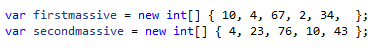 var firstmassive = new int[] { 10, 4, 67, 2, 34,  };
var secondmassive = new int[] { 4, 23, 76, 10, 43 };